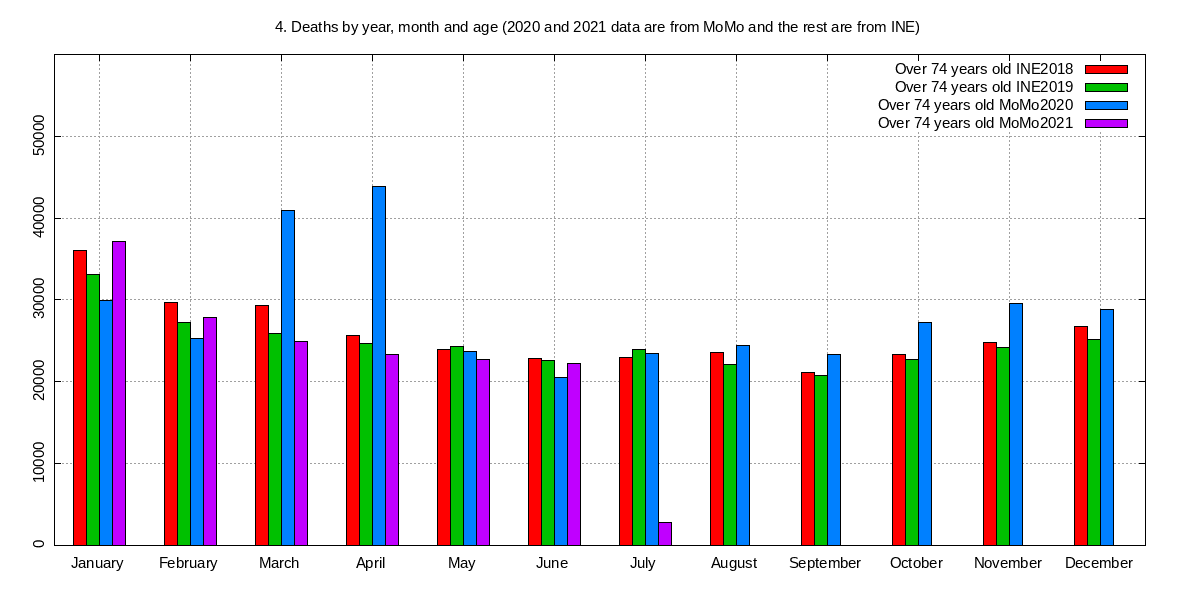 4. Deaths by year, month and age (2020 and 2021 data are from MoMo and the rest are from INE)
Over 74 years old INE2018
Over 74 years old INE2019
Over 74 years old MoMo2020
Over 74 years old MoMo2021
50000
40000
30000
20000
10000
0
January February March April May June July August September October November December